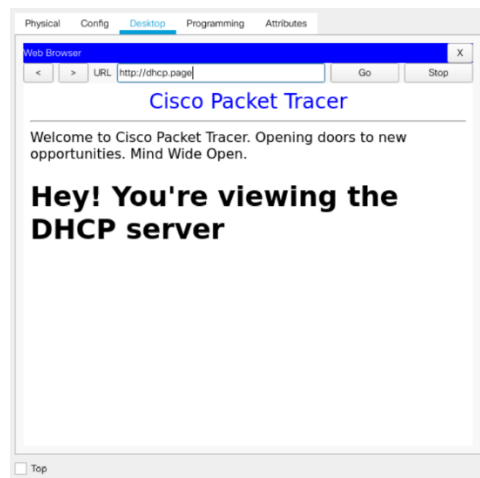 Physical Config Desktop Programming Attributes
Web Browser X
< > URL http://dhcp.page Go Stop
Cisco Packet Tracer
Welcome to Cisco Packet Tracer. Opening doors to new
opportunities. Mind Wide Open.
Hey! You're viewing the
DHCP server
Top